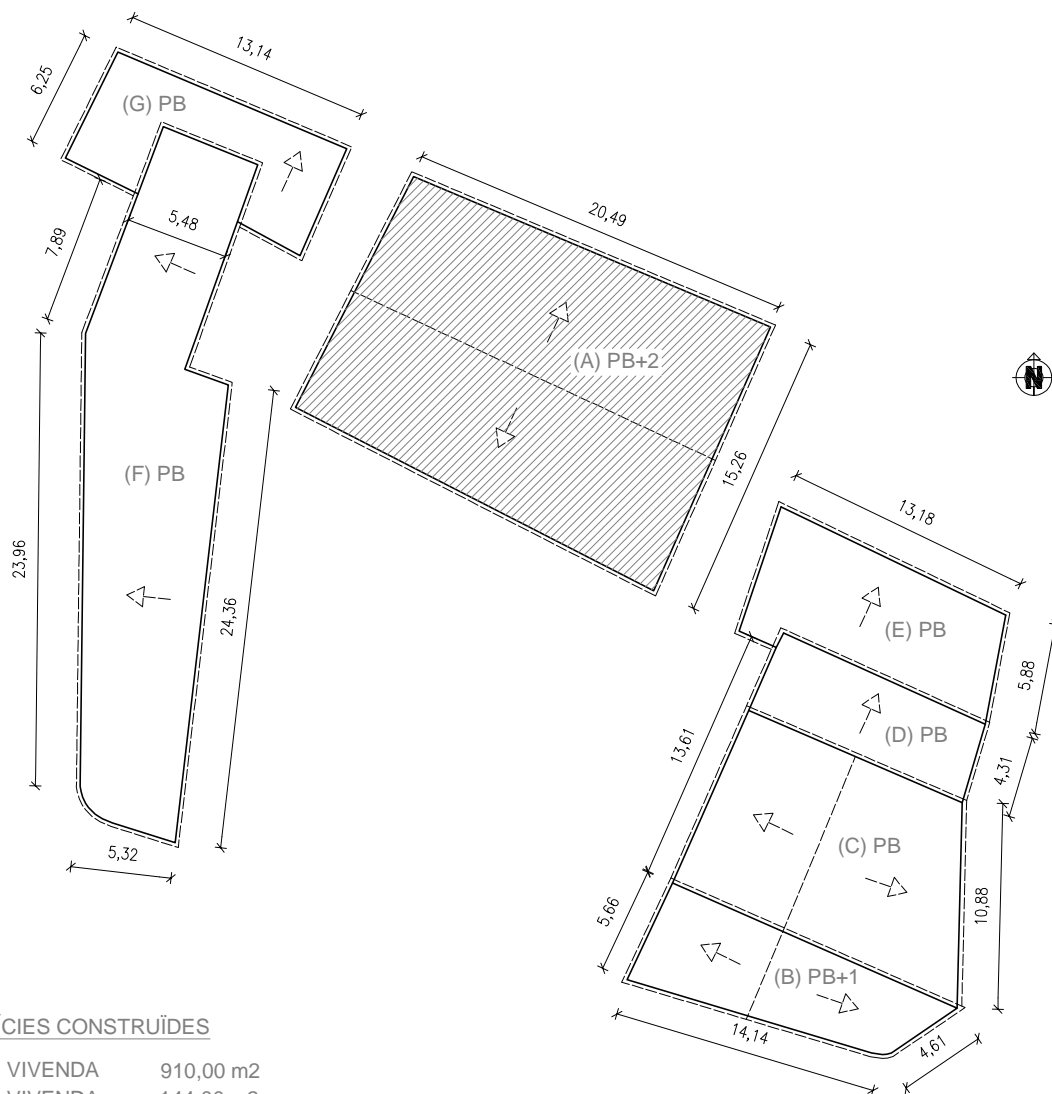 13,14
6,25
(G) PB
20,49
5,48
7,89
(A) PB+2
N
15,26
13,18
(F) PB
23,96
24,36
(E) PB
5,88
(D) PB
4,31
13,61
(C) PB
10,88
5,32
5,66
(B) PB+1
14,14
4,61
ÍCIES CONSTRUÏDES
VIVENDA 910,00 m2
VIVENDA